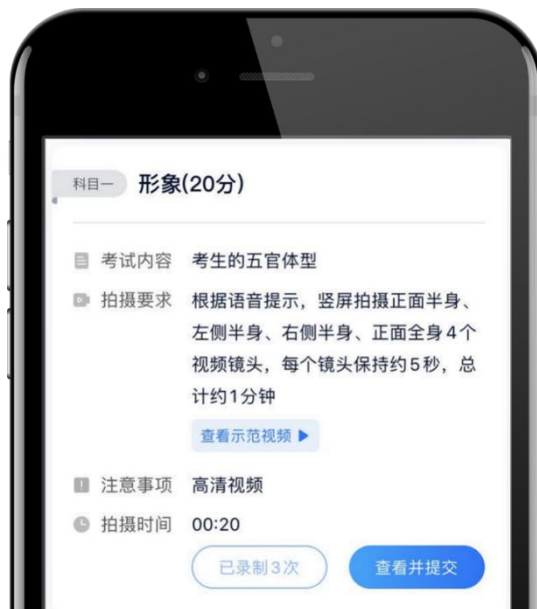 科目一 形象(20分)
考试内容 考生的五官体型
拍摄要求 根据语音提示，竖屏拍摄正面半身、
左侧半身、右侧半身、正面全身4个
视频镜头，每个镜头保持约5秒，总
计约1分钟
查看示范视频
注意事项 高清视频
拍摄时间 00:20
已录制3次 查看并提交